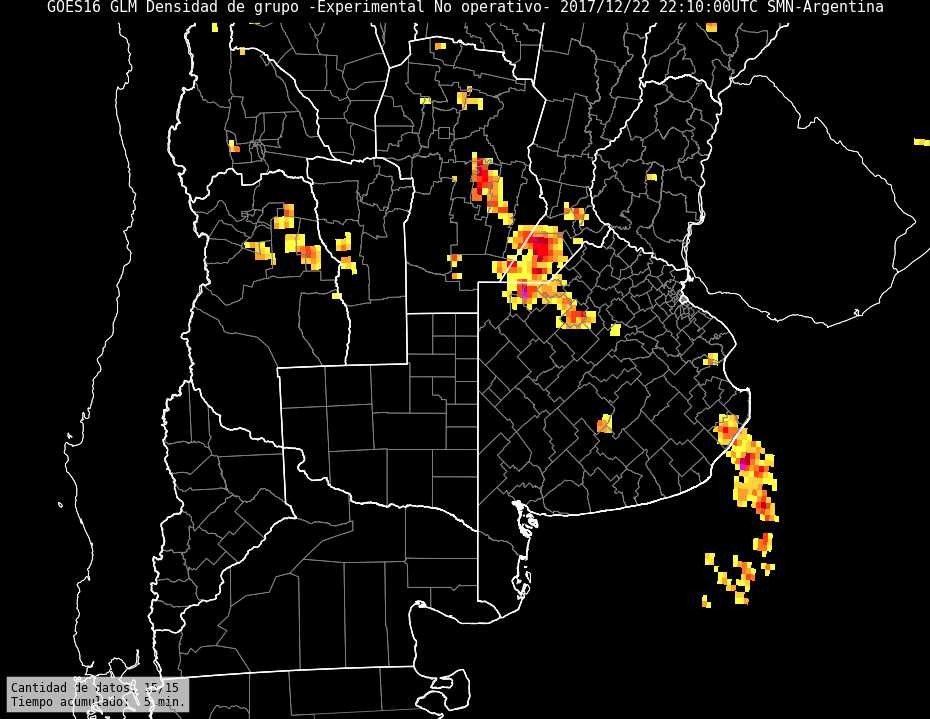 GOES16 GLM Densidad de grupo -Experimental No operativo- 2017/12/22 22:10:00UTC SMN-Argentina
Cantidad de datos: 15/15
Tiempo acumulado: 5 min.